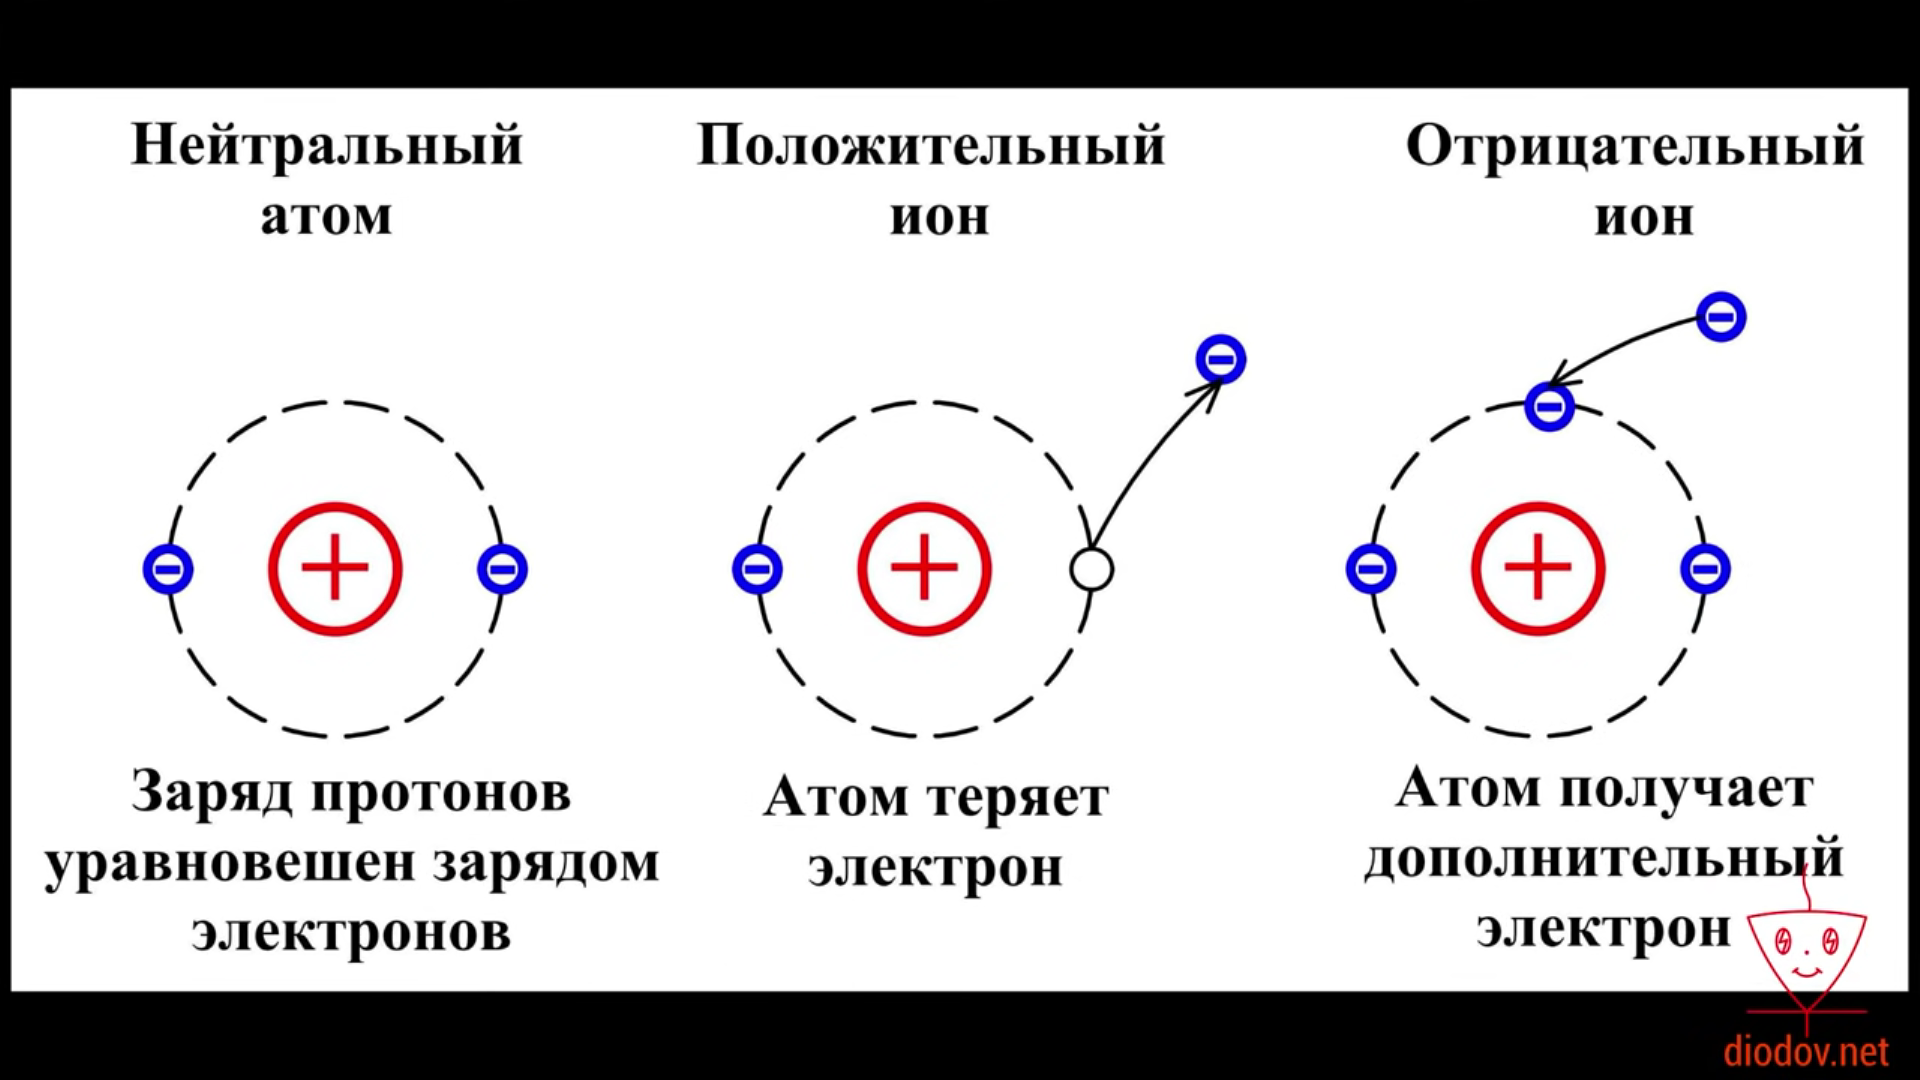 Нейтральный
атом
Положительный
ион
Отрицательный
ион
Заряд протонов
уравновешен зарядом
электронов
Атом теряет
электрон
Атом получает
дополнительный
электрон
diodov.net